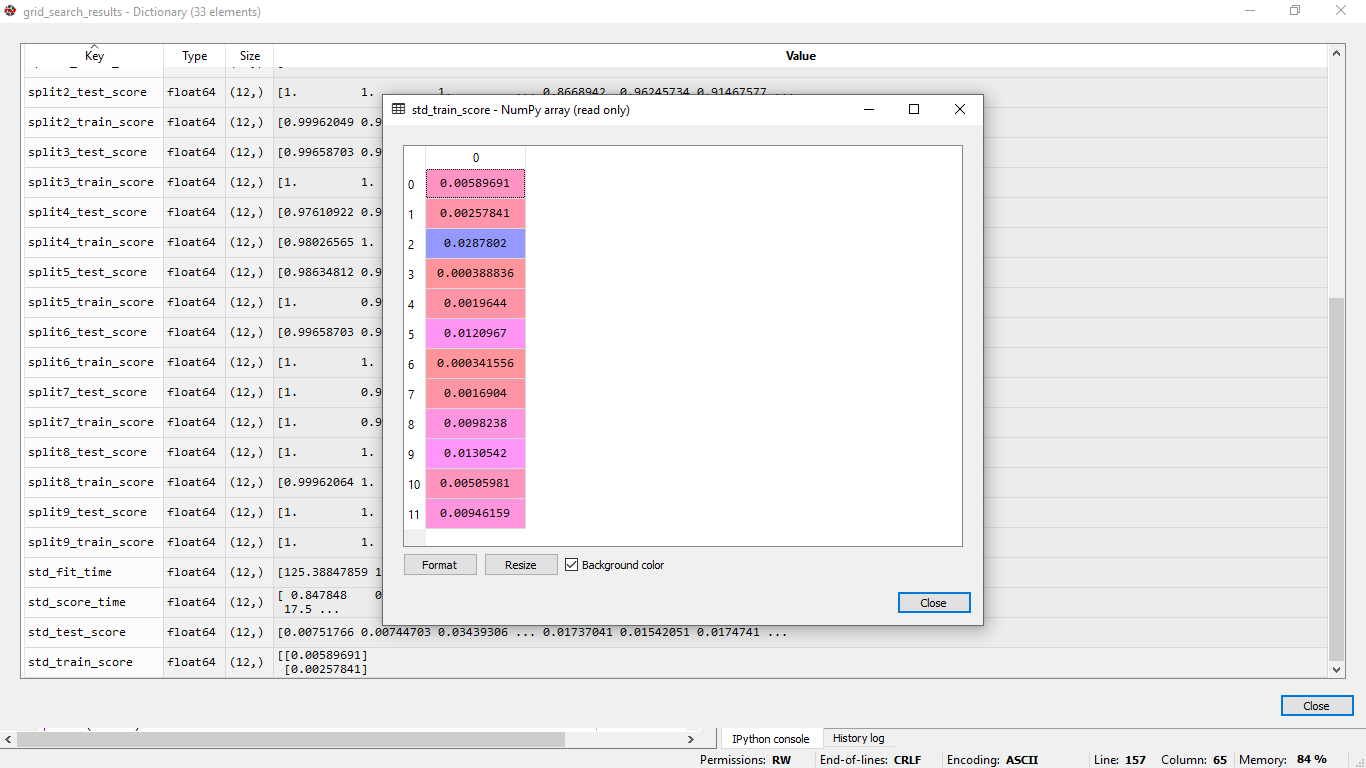 grid_search_results - Dictionary (33 elements)
Key Type Size Value
split2_test_score float64 (12,) [1. 1. 1. ... 0.8668942 0.96245734 0.91467577 ...
split2_train_score float64 (12,) [0.99962049 0.9
split3_test_score float64 (12,) [0.99658703 0.9
split3_train_score float64 (12,) [1. 1.
split4_test_score float64 (12,) [0.97610922 0.9
split4_train_score float64 (12,) [0.98026565 1.
split5_test_score float64 (12,) [0.98634812 0.9
split5_train_score float64 (12,) [1. 0.9
split6_test_score float64 (12,) [0.99658703 0.9
split6_train_score float64 (12,) [1. 1.
split7_test_score float64 (12,) [1. 0.9
split7_train_score float64 (12,) [1. 0.9
split8_test_score float64 (12,) [1. 1.
split8_train_score float64 (12,) [0.99962064 1.
split9_test_score float64 (12,) [1. 1.
split9_train_score float64 (12,) [1. 1.
std_fit_time float64 (12,) [125.38847859 1
std_score_time float64 (12,) [ 0.847848 0
17.5 ...
std_test_score float64 (12,) [0.00751766 0.00744703 0.03439306 ... 0.01737041 0.01542051 0.0174741 ...
std_train_score float64 (12,) [[0.00589691]
[0.00257841]
std_train_score - NumPy array (read only)
0
0 0.00589691
1 0.00257841
2 0.0287802
3 0.000388836
4 0.0019644
5 0.0120967
6 0.000341556
7 0.0016904
8 0.0098238
9 0.0130542
10 0.00505981
11 0.00946159
Format Resize Background color
Close
Close
IPython console History log
Permissions: RW End-of-lines: CRLF Encoding: ASCII Line: 157 Column: 65 Memory: 84 %